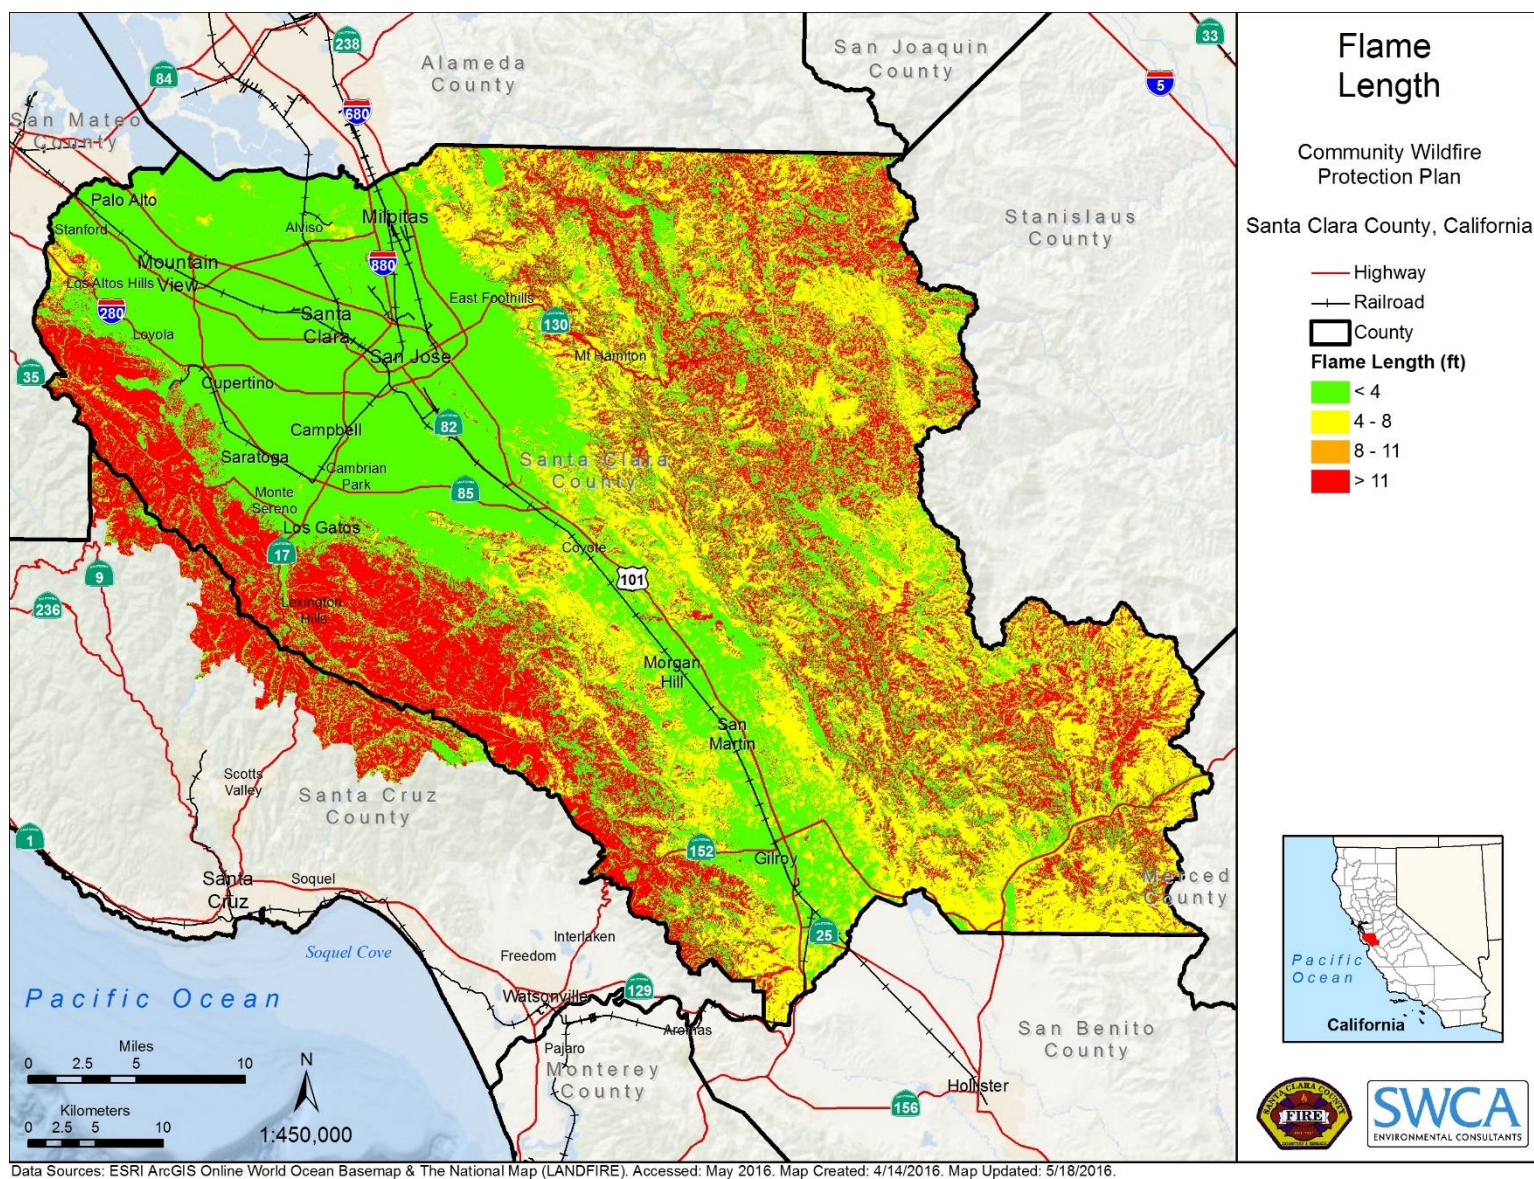 Flame
Length
Community Wildfire
Protection Plan
Santa Clara County, California
Highway
Railroad
County
Flame Length (ft)
< 4
4 - 8
8 - 11
> 11
238
84
680
33
5
Alameda
County
San Joaquin
County
San Mateo
County
Stanislaus
County
Palo Alto
Stanford
Alviso
Milpitas
880
Mountain
View
Los Altos Hills
280
Loyola
East Foothills
130
Santa
Clara
San Jose
Mt Hamilton
35
Cupertino
Campbell
82
Saratoga
Cambrian
Park
Santa Clara
County
85
Monte
Sereno
Los Gatos
17
Coyote
101
9
236
Lexington
Hills
Morgan
Hill
San
Martin
Scotts
Valley
Santa Cruz
County
1
152
Gilroy
Merced
County
Santa
Cruz
Soquel
25
Interlaken
Freedom
Soquel Cove
Pacific Ocean
Watsonville
129
Aromas
Pajaro
Monterey
County
San Benito
County
Hollister
156
Miles
0 2.5 5 10
Kilometers
0 2.5 5 10
N
1:450,000
Pacific
Ocean
California
SANTA CLARA COUNTY
FIRE
SWCA
ENVIRONMENTAL CONSULTANTS
Data Sources: ESRI ArcGIS Online World Ocean Basemap & The National Map (LANDFIRE). Accessed: May 2016. Map Created: 4/14/2016. Map Updated: 5/18/2016.